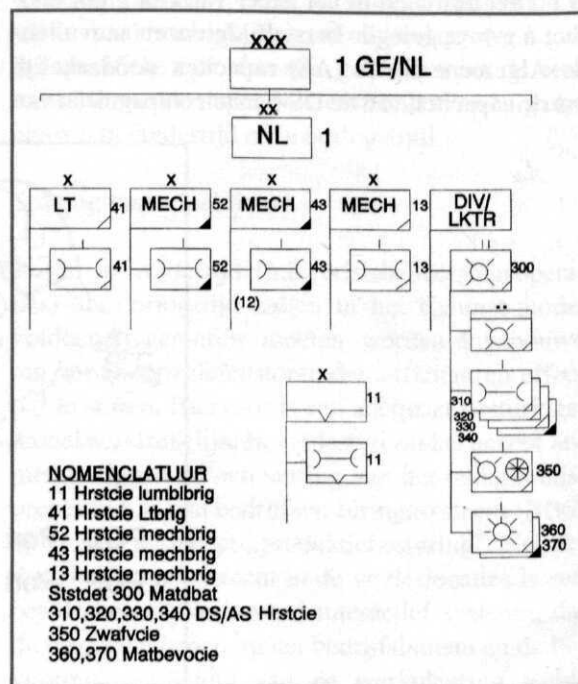 XXX
1 GE/NL
XX
NL 1
X X X X
LT 41 MECH 52 MECH 43 MECH 13 DIV/
LKTR
41 52 43 13 300
(12)
11
310
320
330
340
11
350
360
370
NOMENCLATUUR
11 Hrstcie lumblbrig
41 Hrstcie Ltbrig
52 Hrstcie mechbrig
43 Hrstcie mechbrig
13 Hrstcie mechbrig
Ststdet 300 Matdbat
310,320,330,340 DS/AS Hrstcie
350 Zwafvcie
360,370 Matbevocie